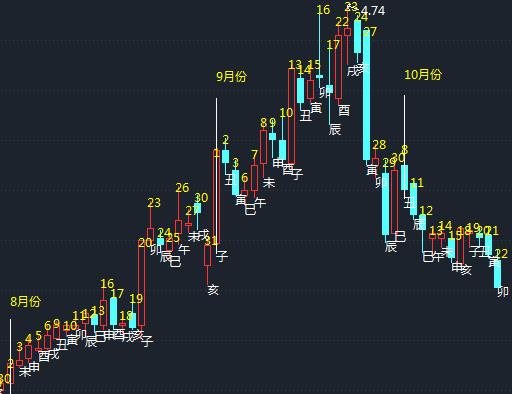 4.74
9月份
10月份
8月份
30
2
3
未
4
申
5
酉
6
戌
9
丑
10
寅
11
卯
12
辰
13
巳
16
申
17
酉
18
戌
19
亥
20
子
23
卯
24
辰
25
巳
26
午
27
未
30
戌
31
亥
1
子
2
丑
3
寅
6
巳
7
午
8
未
9
申
10
酉
13
子
14
丑
15
寅
16
卯
17
辰
22
酉
23
戌
24
亥
27
28
寅
29
卯
辰
30
巳
8
丑
11
辰
12
巳
13
午
14
未
15
申
18
亥
19
子
20
丑
21
寅
22
卯